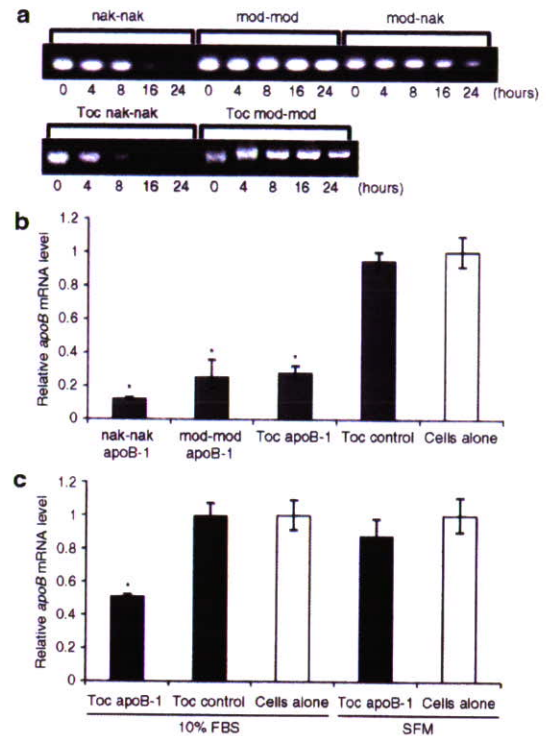 a
nak-nak mod-mod mod-nak
0 4 8 16 24 0 4 8 16 24 0 4 8 16 24 (hours)
Toc nak-nak Toc mod-mod
0 4 8 16 24 0 4 8 16 24 (hours)
b
Relative apoB mRNA level
1.2
1
0.8
0.6
0.4
0.2
0
* * *
nak-nak apoB-1 mod-mod apoB-1 Toc apoB-1 Toc control Cells alone
c
Relative apoB mRNA level
1.2
1
0.8
0.6
0.4
0.2
0
*
Toc apoB-1 Toc control Cells alone Toc apoB-1 Cells alone
10% FBS SFM